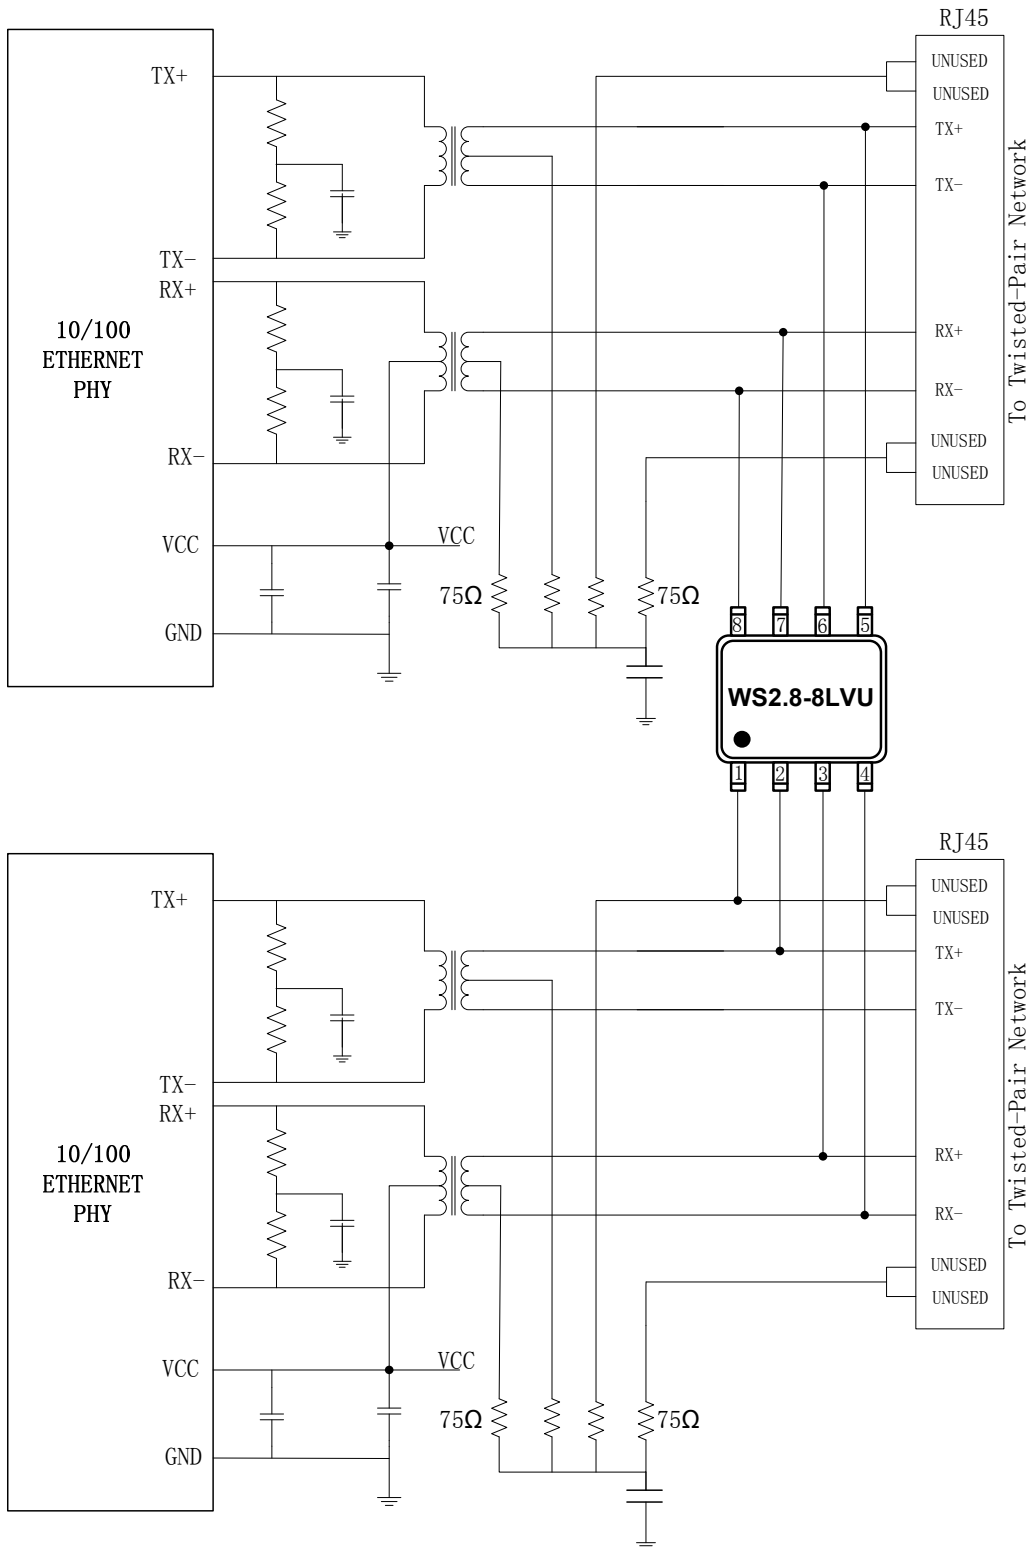 RJ45
TX+
UNUSED
UNUSED
TX+
TX-
To Twisted-Pair Network
TX-
RX+
10/100
ETHERNET
PHY
RX+
RX-
RX-
UNUSED
UNUSED
VCC
VCC
75Ω
75Ω
GND
8
7
6
5
WS2.8-8LVU
1
2
3
4
RJ45
TX+
UNUSED
UNUSED
TX+
TX-
To Twisted-Pair Network
TX-
RX+
10/100
ETHERNET
PHY
RX+
RX-
RX-
UNUSED
UNUSED
VCC
VCC
75Ω
75Ω
GND